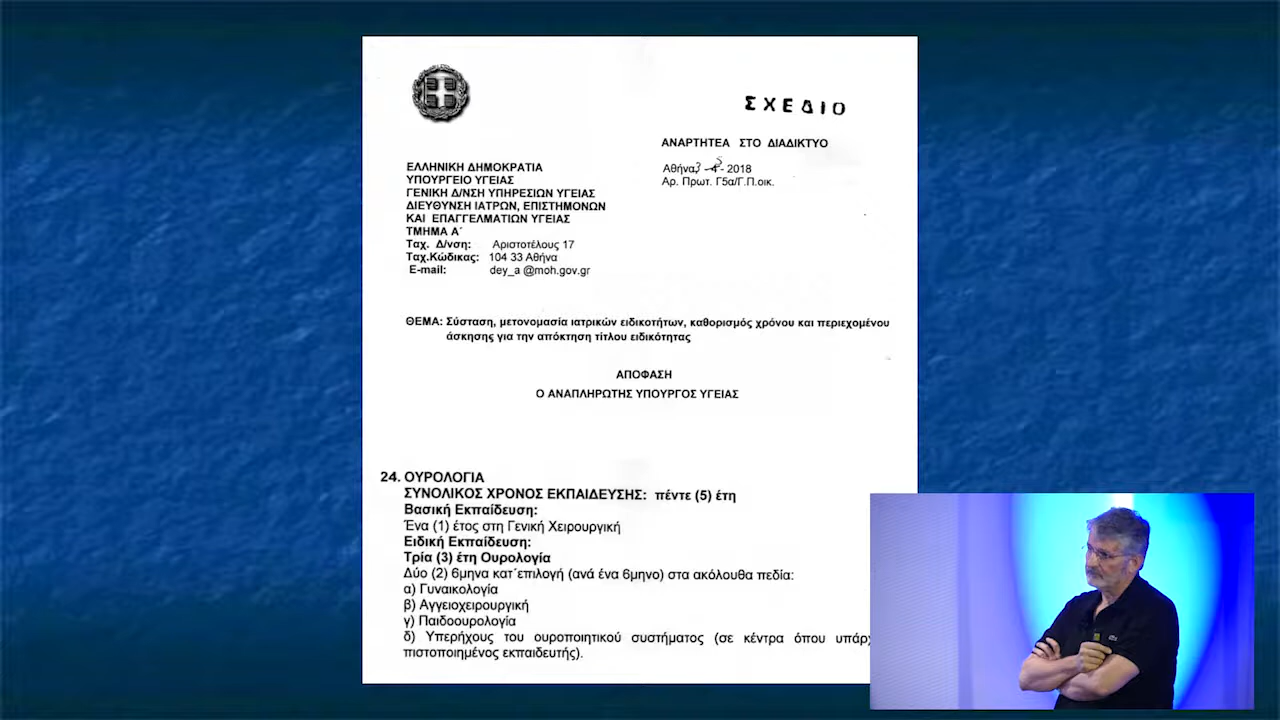 ΣΧΕΔΙΟ
ΑΝΑΡΤΗΤΕΑ ΣΤΟ ΔΙΑΔΙΚΤΥΟ
Αθήνα, 3 - 5 - 2018
Αρ. Πρωτ. Γ5α/Γ.Π.οικ.
ΕΛΛΗΝΙΚΗ ΔΗΜΟΚΡΑΤΙΑ
ΥΠΟΥΡΓΕΙΟ ΥΓΕΙΑΣ
ΓΕΝΙΚΗ Δ/ΝΣΗ ΥΠΗΡΕΣΙΩΝ ΥΓΕΙΑΣ
ΔΙΕΥΘΥΝΣΗ ΙΑΤΡΩΝ, ΕΠΙΣΤΗΜΟΝΩΝ
ΚΑΙ ΕΠΑΓΓΕΛΜΑΤΙΩΝ ΥΓΕΙΑΣ
ΤΜΗΜΑ Α΄
Ταχ. Δ/νση: Αριστοτέλους 17
Ταχ.Κώδικας: 104 33 Αθήνα
E-mail: dey_a @moh.gov.gr
ΘΕΜΑ: Σύσταση, μετονομασία ιατρικών ειδικοτήτων, καθορισμός χρόνου και περιεχομένου
άσκησης για την απόκτηση τίτλου ειδικότητας
ΑΠΟΦΑΣΗ
Ο ΑΝΑΠΛΗΡΩΤΗΣ ΥΠΟΥΡΓΟΣ ΥΓΕΙΑΣ
24. ΟΥΡΟΛΟΓΙΑ
ΣΥΝΟΛΙΚΟΣ ΧΡΟΝΟΣ ΕΚΠΑΙΔΕΥΣΗΣ: πέντε (5) έτη
Βασική Εκπαίδευση:
Ένα (1) έτος στη Γενική Χειρουργική
Ειδική Εκπαίδευση:
Τρία (3) έτη Ουρολογία
Δύο (2) 6μηνα κατ΄επιλογή (ανά ένα 6μηνο) στα ακόλουθα πεδία:
α) Γυναικολογία
β) Αγγειοχειρουργική
γ) Παιδοουρολογία
δ) Υπερήχους του ουροποιητικού συστήματος (σε κέντρα όπου
πιστοποιημένος εκπαιδευτής).